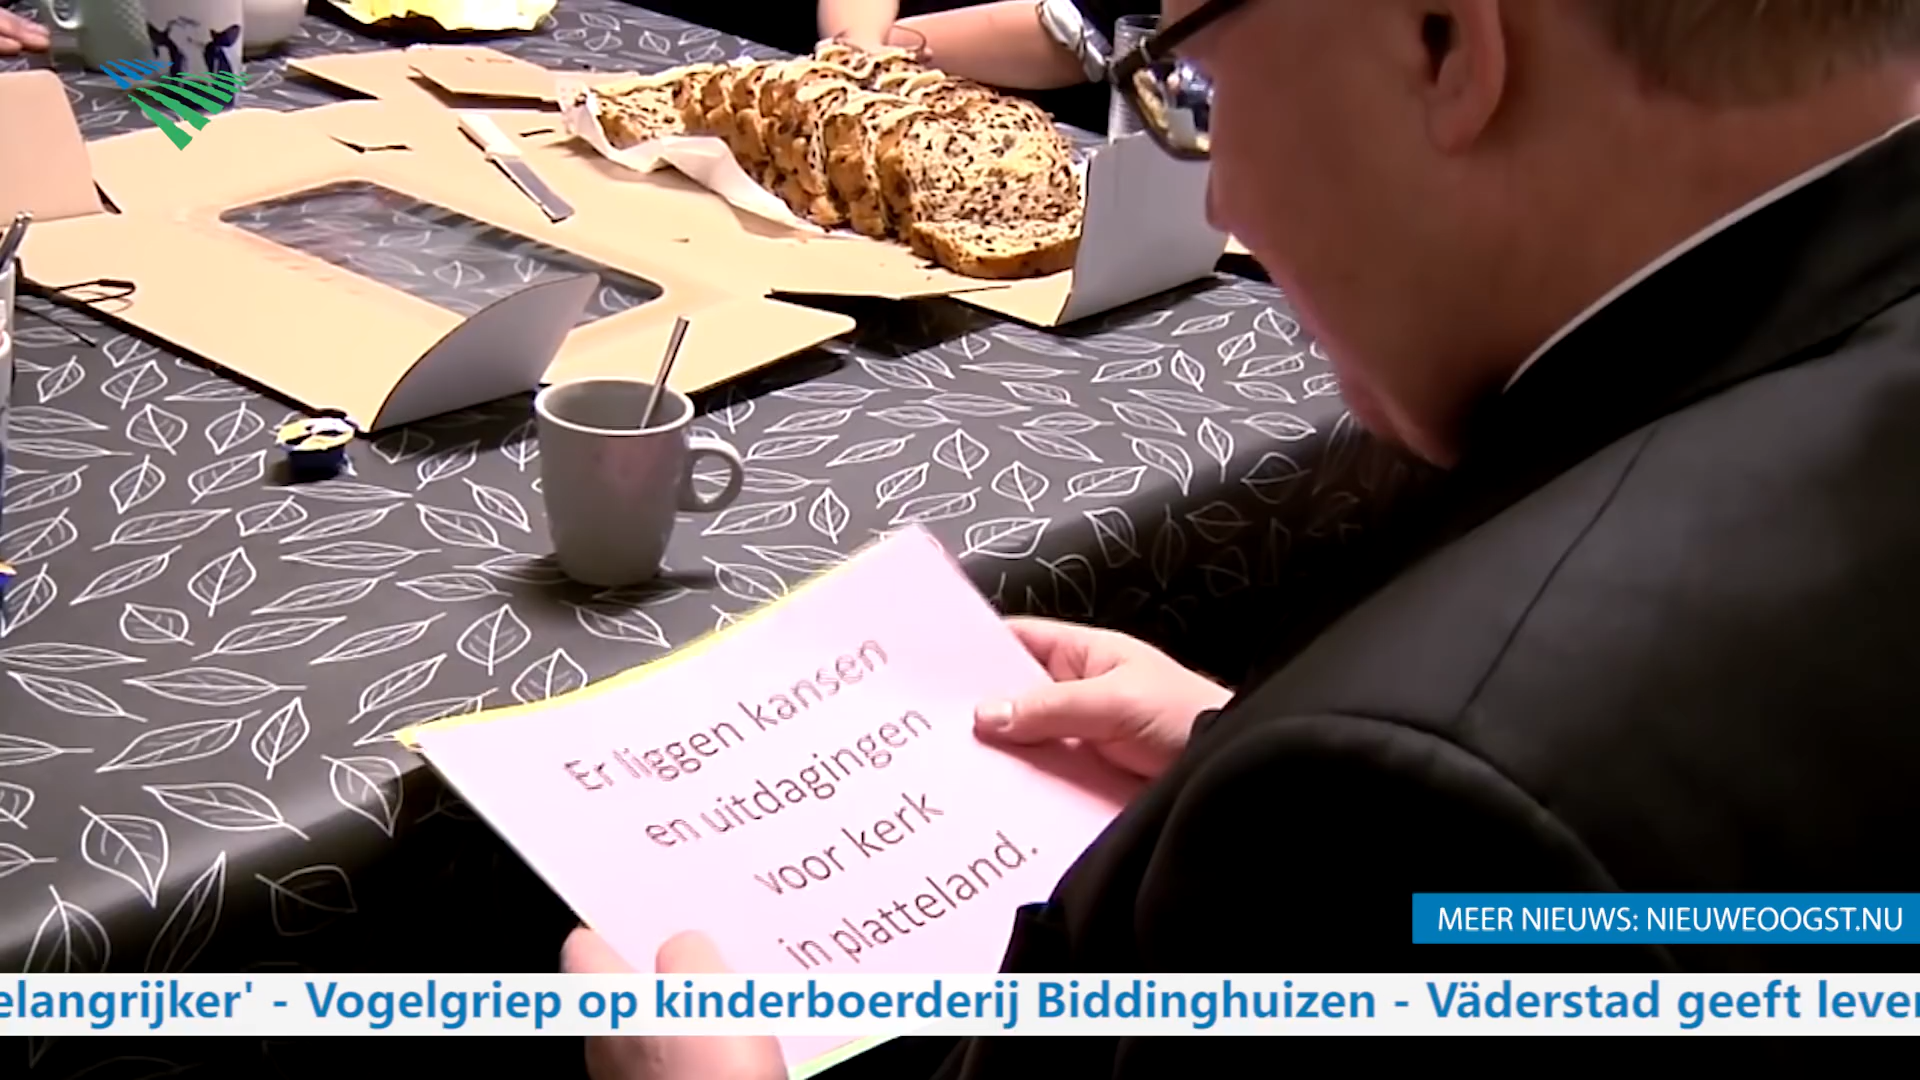 Er liggen kansen
en uitdagingen
voor kerk
in platteland.
MEER NIEUWS: NIEUWEOOGST.NU
elangrijker' - Vogelgriep op kinderboerderij Biddinghuizen - Väderstad geeft lever